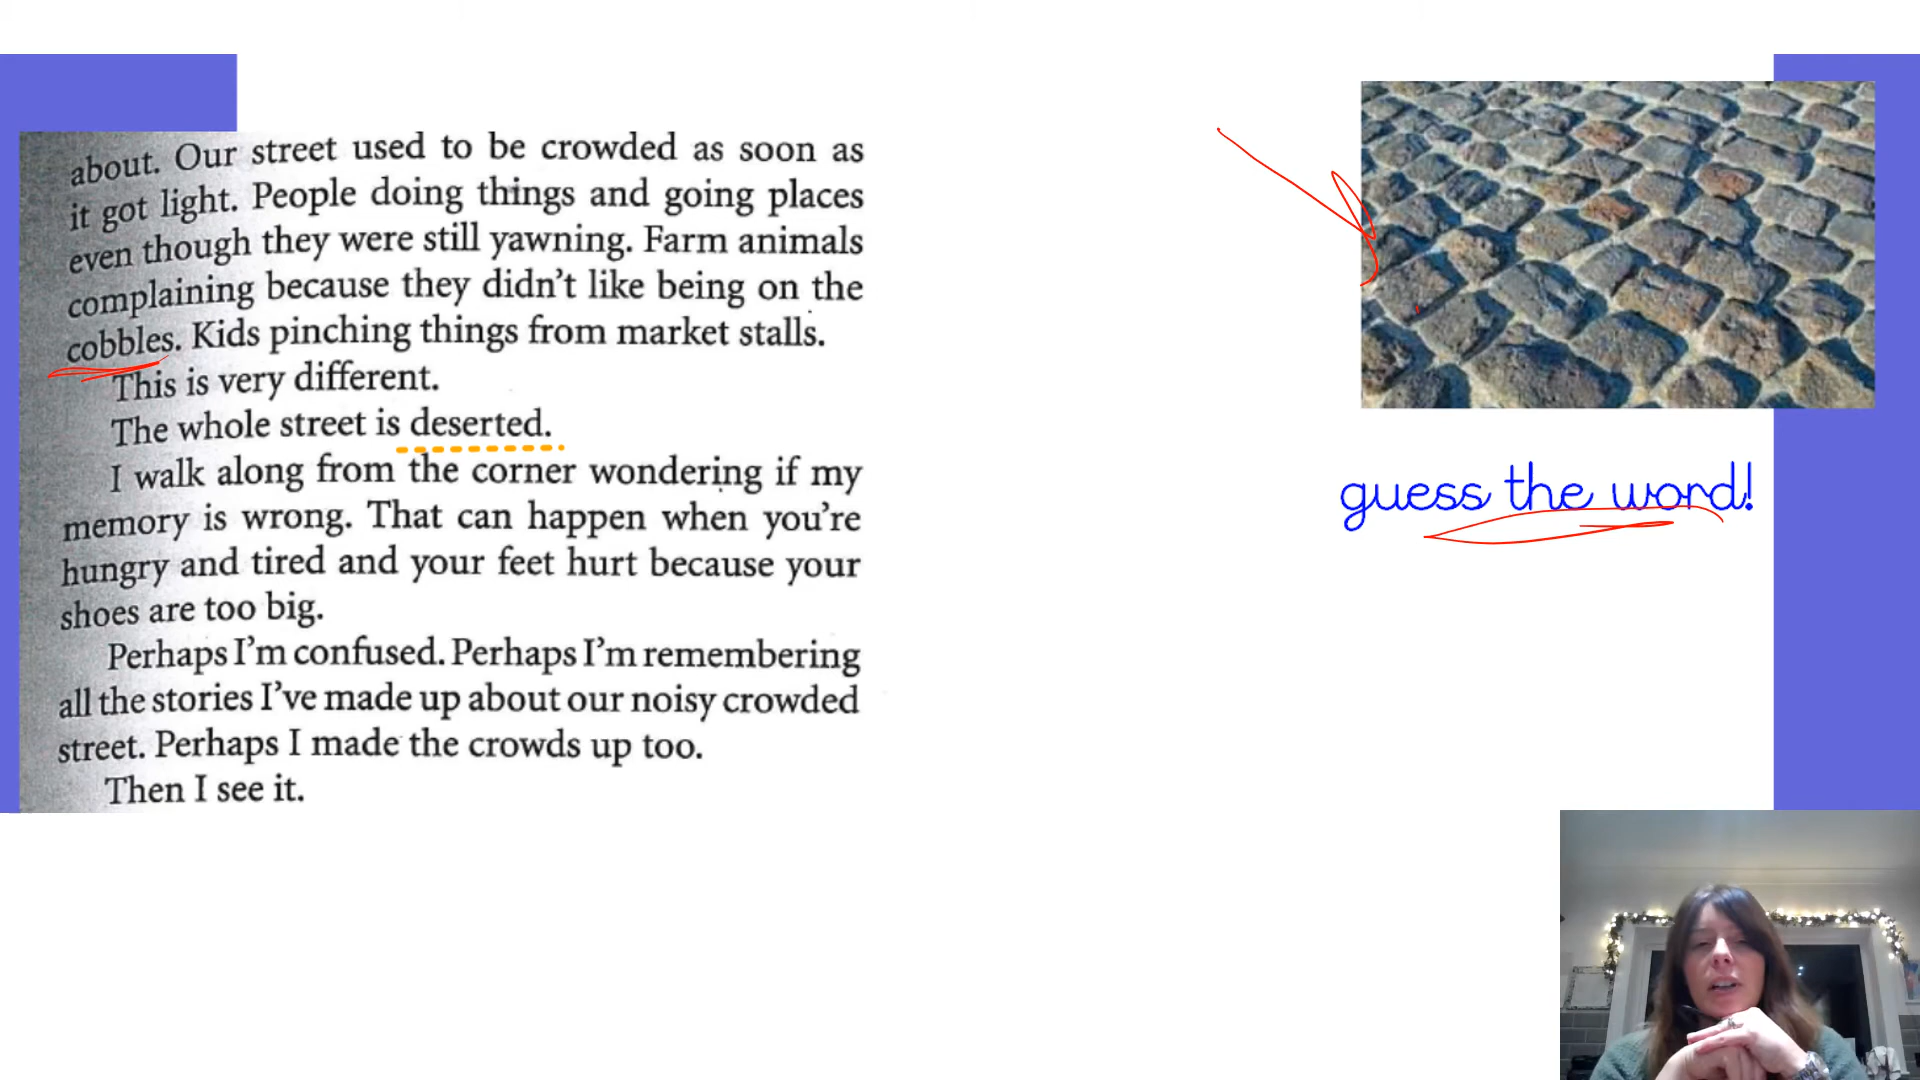 about. Our street used to be crowded as soon as
it got light. People doing things and going places
even though they were still yawning. Farm animals
complaining because they didn't like being on the
cobbles. Kids pinching things from market stalls.
This is very different.
The whole street is deserted.
I walk along from the corner wondering if my
memory is wrong. That can happen when you're
hungry and tired and your feet hurt because your
shoes are too big.
Perhaps I'm confused. Perhaps I'm remembering
all the stories I've made up about our noisy crowded
street. Perhaps I made the crowds up too.
Then I see it.
guess the word!